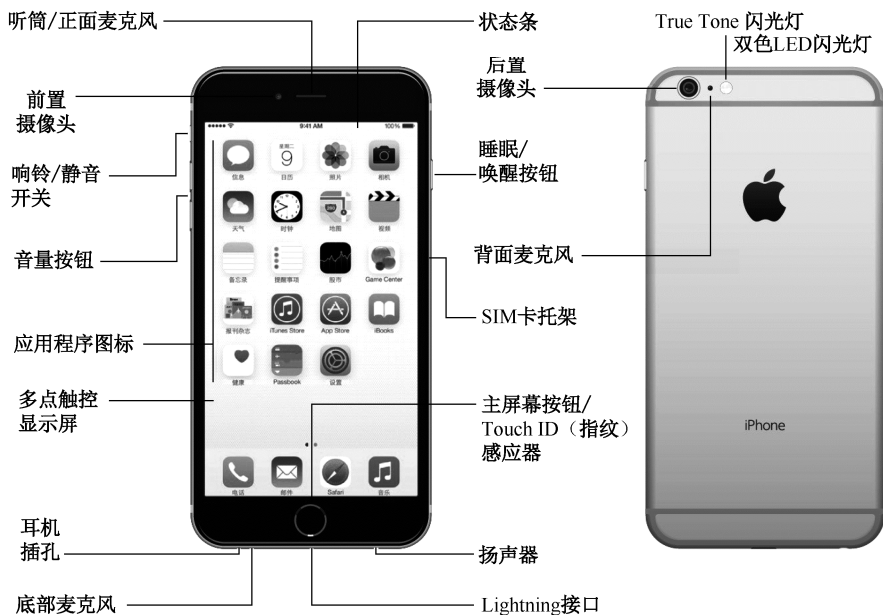 听筒/正面麦克风
状态条
True Tone 闪光灯
双色LED闪光灯
前置
摄像头
后置
摄像头
响铃/静音
开关
睡眠/
唤醒按钮
音量按钮
背面麦克风
SIM卡托架
应用程序图标
多点触控
显示屏
主屏幕按钮/
Touch ID（指纹）
感应器
耳机
插孔
扬声器
底部麦克风
Lightning接口
9:41 AM
100%
星期二
9
信息
日历
照片
相机
天气
时钟
地图
视频
备忘录
提醒事项
股市
Game Center
报刊杂志
iTunes Store
App Store
iBooks
健康
Passbook
设置
电话
邮件
Safari
音乐
iPhone